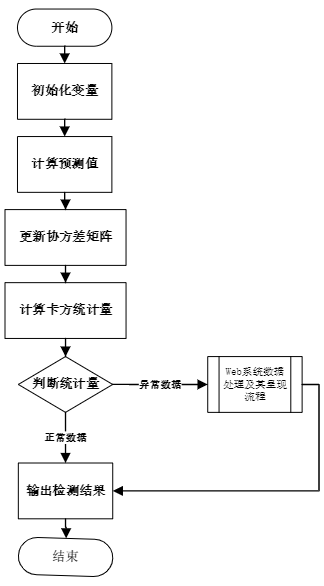 开始
初始化变量
计算预测值
更新协方差矩阵
计算卡方统计量
判断统计量
异常数据
Web系统数据
处理及其呈现
流程
正常数据
输出检测结果
结束